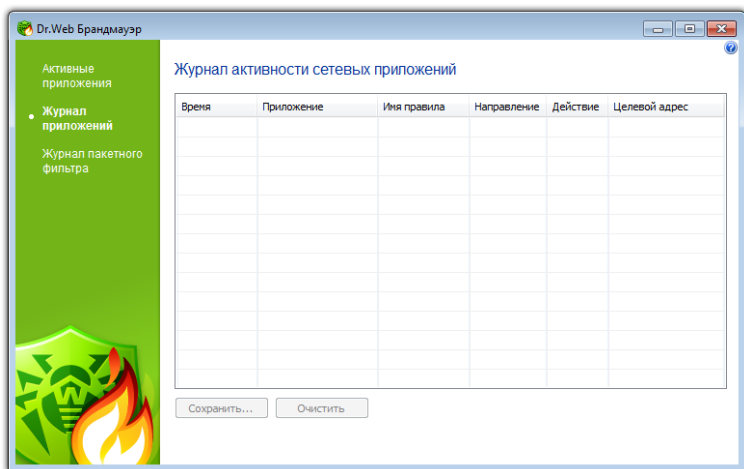 Dr.Web Брандмауэр
Активные
приложения
Журнал
приложений
Журнал пакетного
фильтра
Журнал активности сетевых приложений
Время Приложение Имя правила Направление Действие Целевой адрес
Сохранить... Очистить